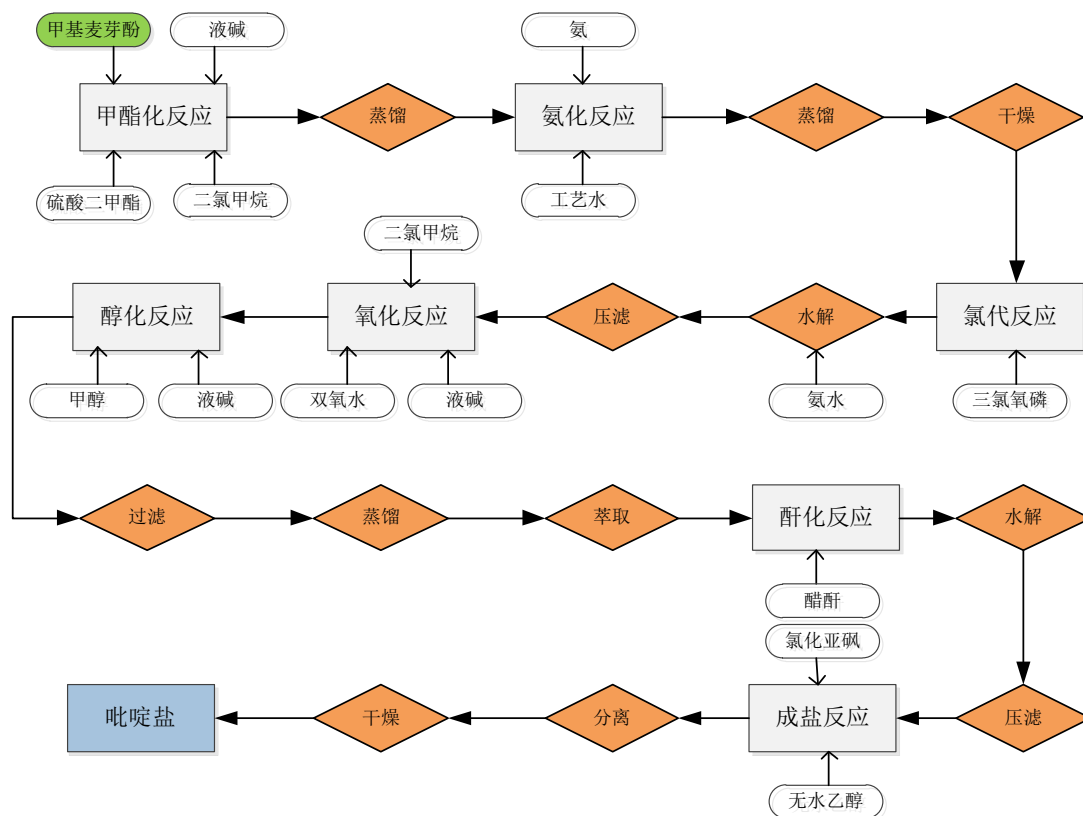 甲基麦芽酚
液碱
氨
甲酯化反应
蒸馏
氨化反应
蒸馏
干燥
硫酸二甲酯
二氯甲烷
工艺水
二氯甲烷
醇化反应
氧化反应
压滤
水解
氯代反应
甲醇
液碱
双氧水
液碱
氨水
三氯氧磷
过滤
蒸馏
萃取
酐化反应
水解
醋酐
氯化亚砜
吡啶盐
干燥
分离
成盐反应
压滤
无水乙醇